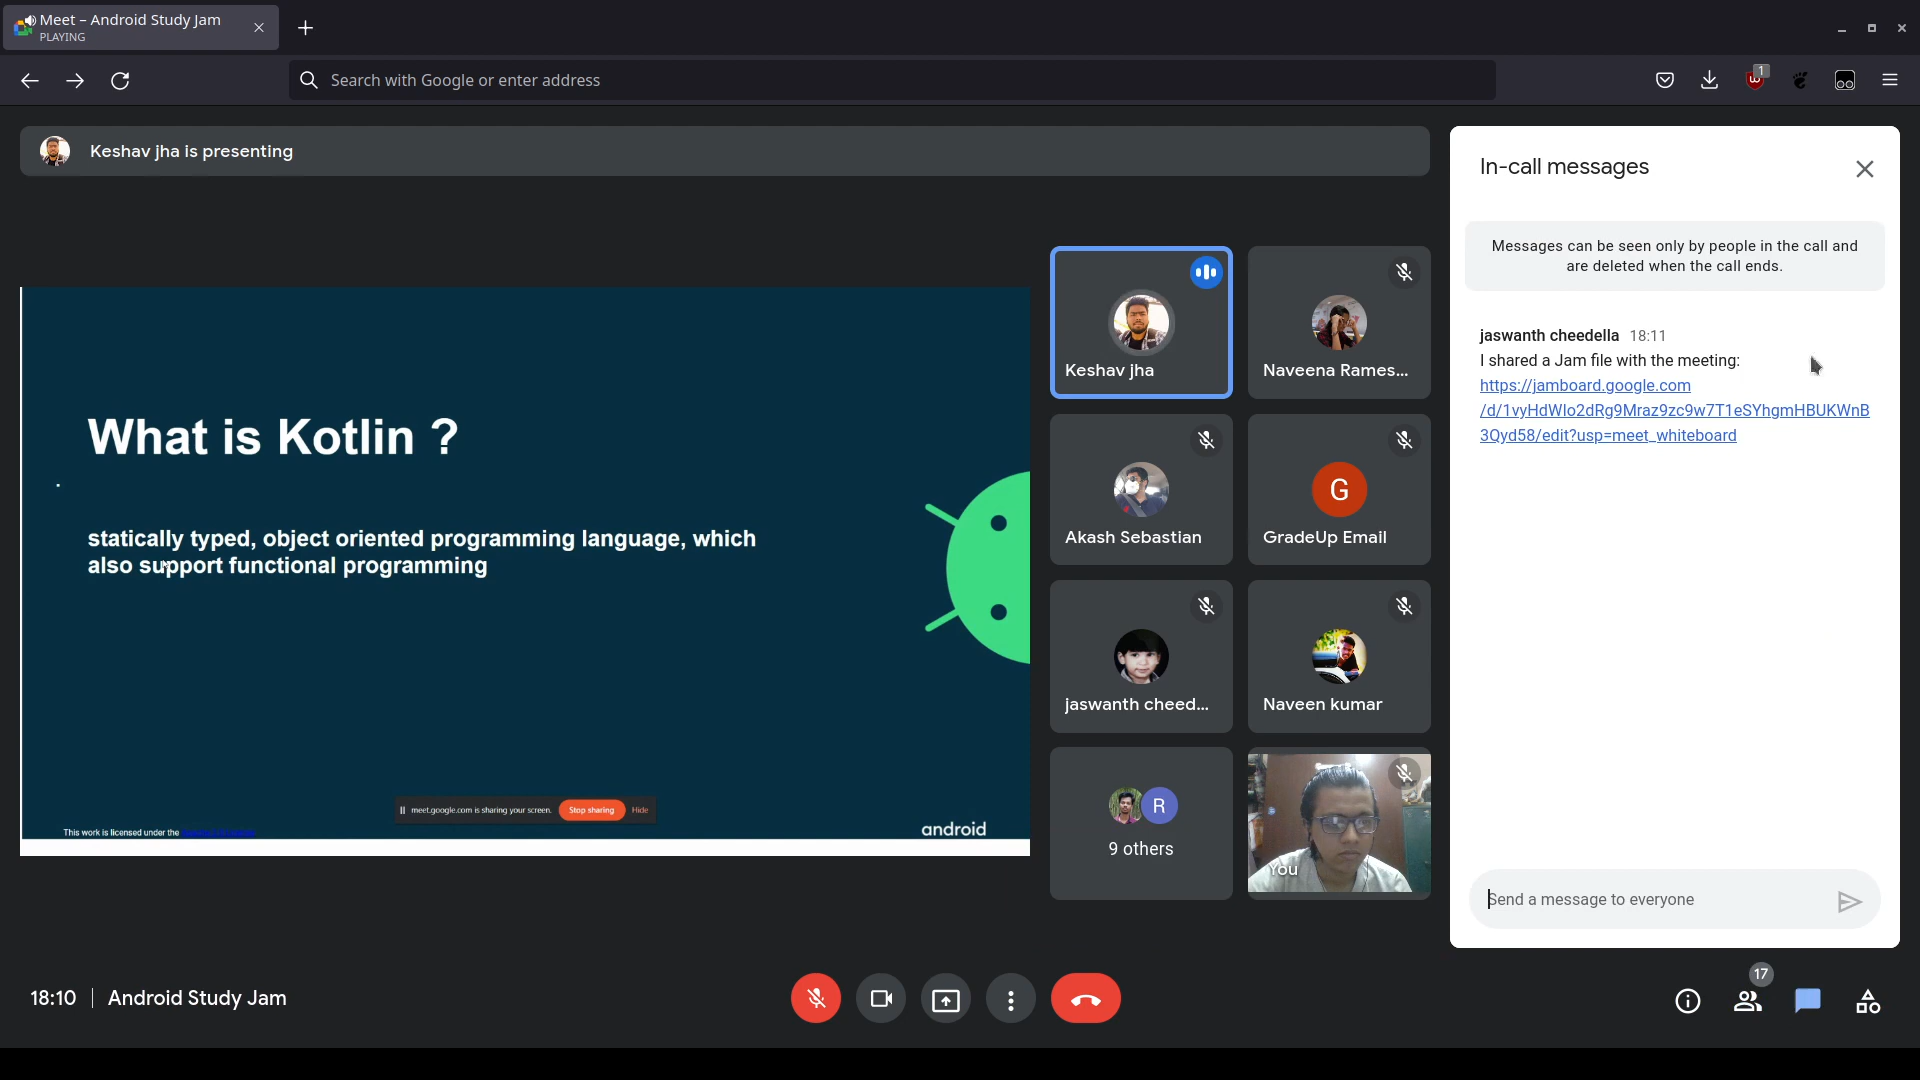 Meet – Android Study Jam
PLAYING
Search with Google or enter address
1
Keshav jha is presenting
What is Kotlin ?
statically typed, object oriented programming language, which
also support functional programming
meet.google.com is sharing your screen.
Stop sharing
Hide
This work is licensed under the
android
Keshav jha
Naveena Rames...
Akash Sebastian
G
GradeUp Email
jaswanth cheed...
Naveen kumar
R
9 others
You
In-call messages
Messages can be seen only by people in the call and
are deleted when the call ends.
jaswanth cheedella 18:11
I shared a Jam file with the meeting:
https://jamboard.google.com
/d/1vyHdWlo2dRg9Mraz9zc9w7T1eSYhgmHBUKWnB
3Qyd58/edit?usp=meet_whiteboard
Send a message to everyone
18:10 | Android Study Jam
17